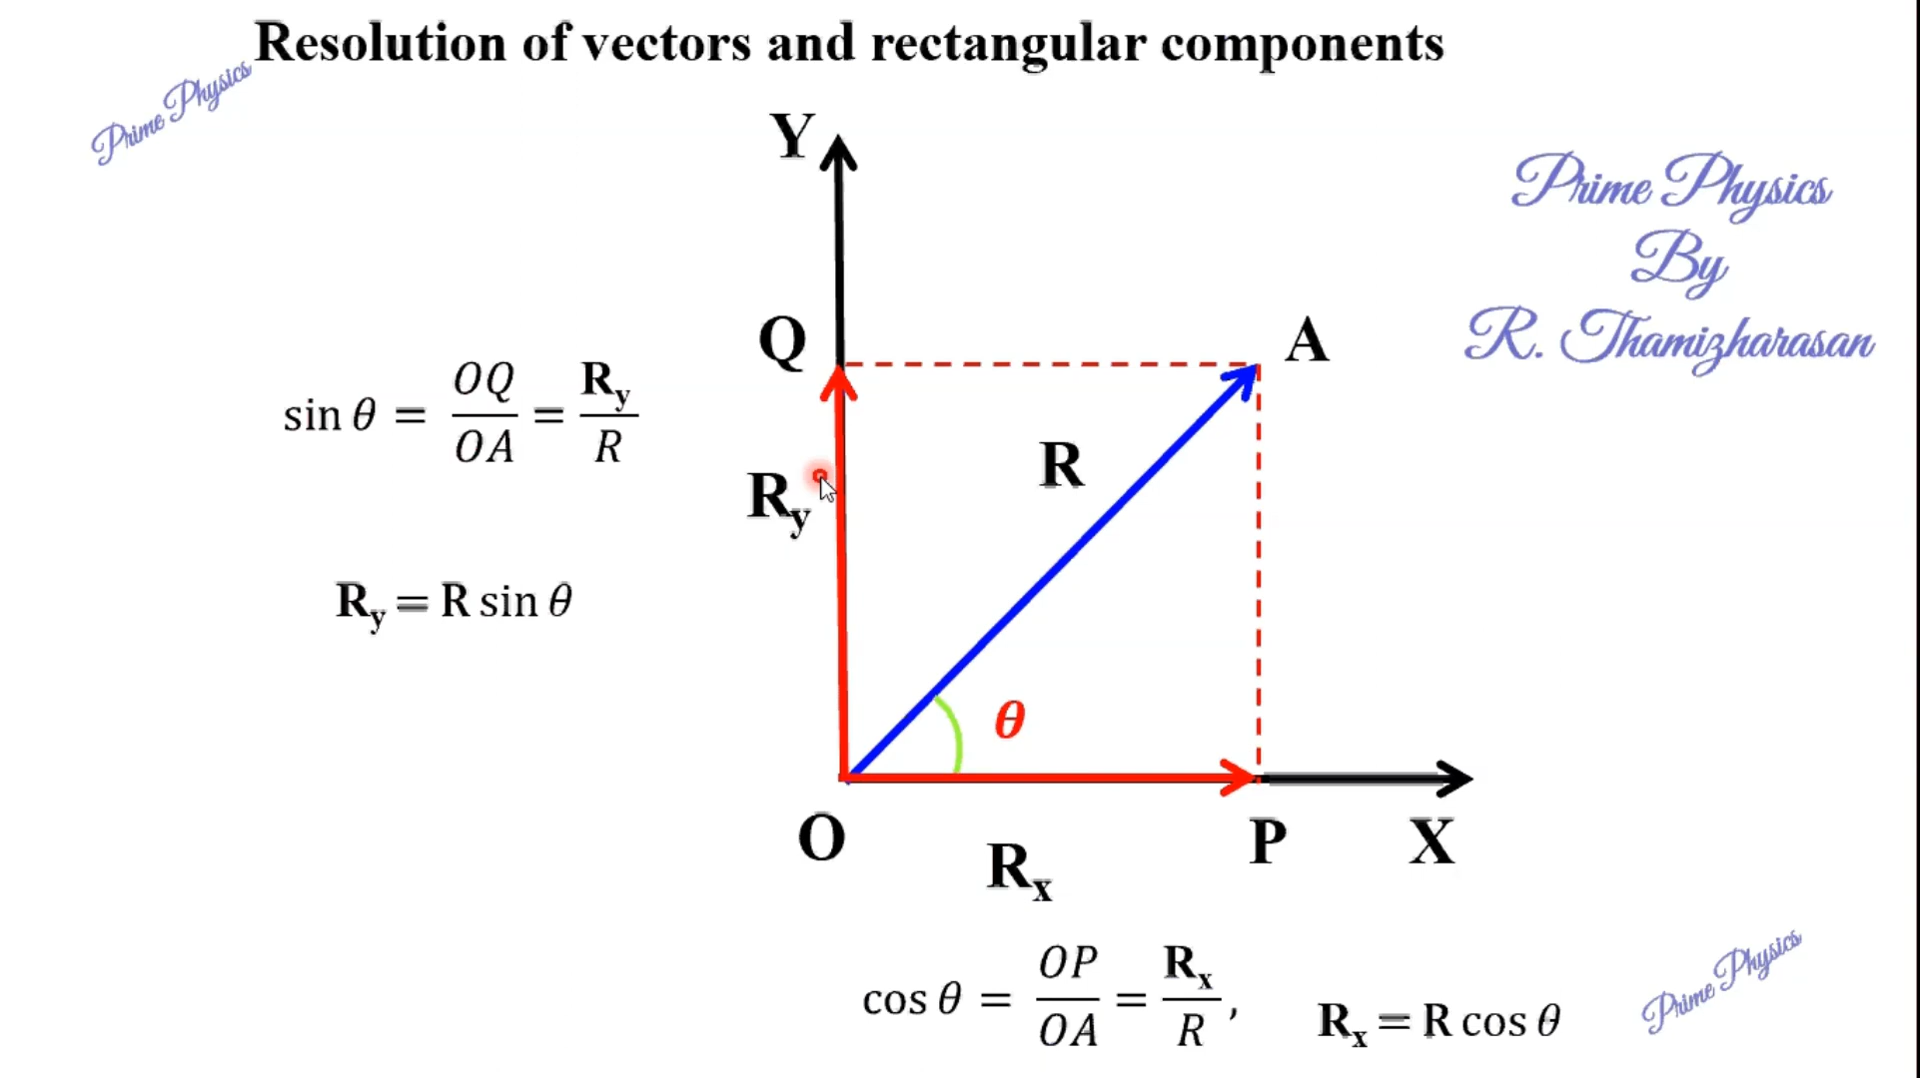 Resolution of vectors and rectangular components
Prime Physics
Y
Prime Physics
By
R. Thamizharasan
Q
A
sin θ = OQ/OA = R_y/R
R
R_y
R_y = R sin θ
θ
O
P
X
R_x
cos θ = OP/OA = R_x/R ,
R_x = R cos θ
Prime Physics